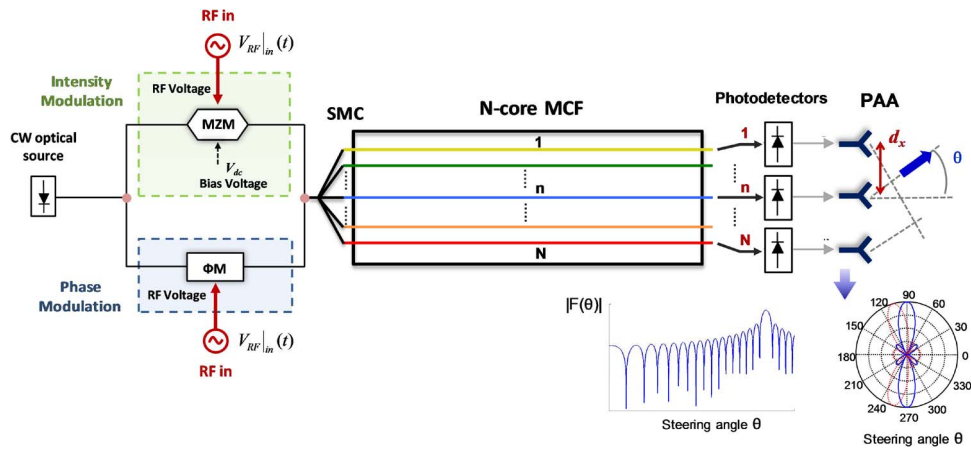 RF in
V_RF|_in (t)
Intensity
Modulation
RF Voltage
MZM
V_dc
Bias Voltage
CW optical
source
ΦM
RF Voltage
Phase
Modulation
V_RF|_in (t)
RF in
SMC
N-core MCF
1
n
N
Photodetectors
1
n
N
PAA
d_x
θ
|F(θ)|
Steering angle θ
90
120
60
150
30
180
0
210
330
240
300
270
Steering angle θ